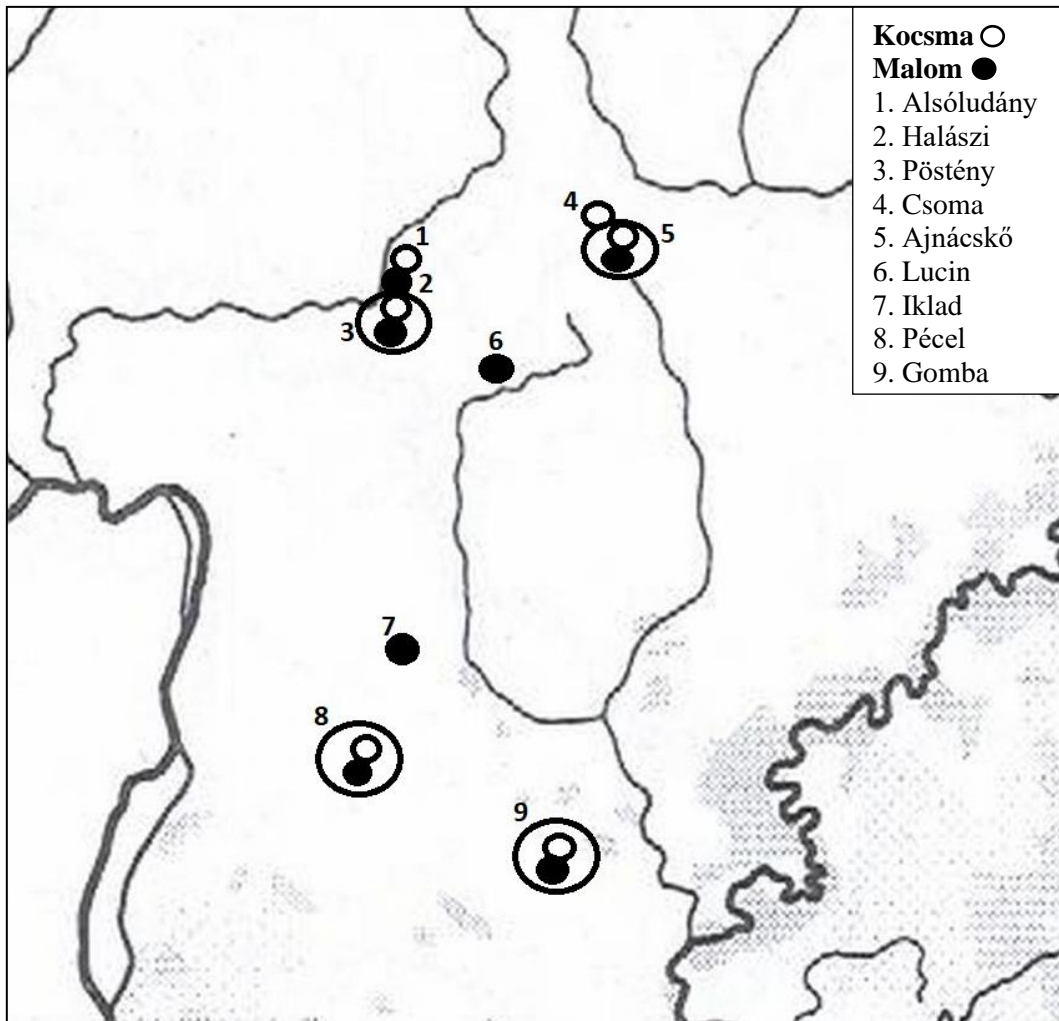 Kocsma
Malom
1. Alsóludány
2. Halászi
3. Pöstény
4. Csoma
5. Ajnácskő
6. Lucin
7. Iklad
8. Pécel
9. Gomba
4
1
5
2
3
6
7
8
9